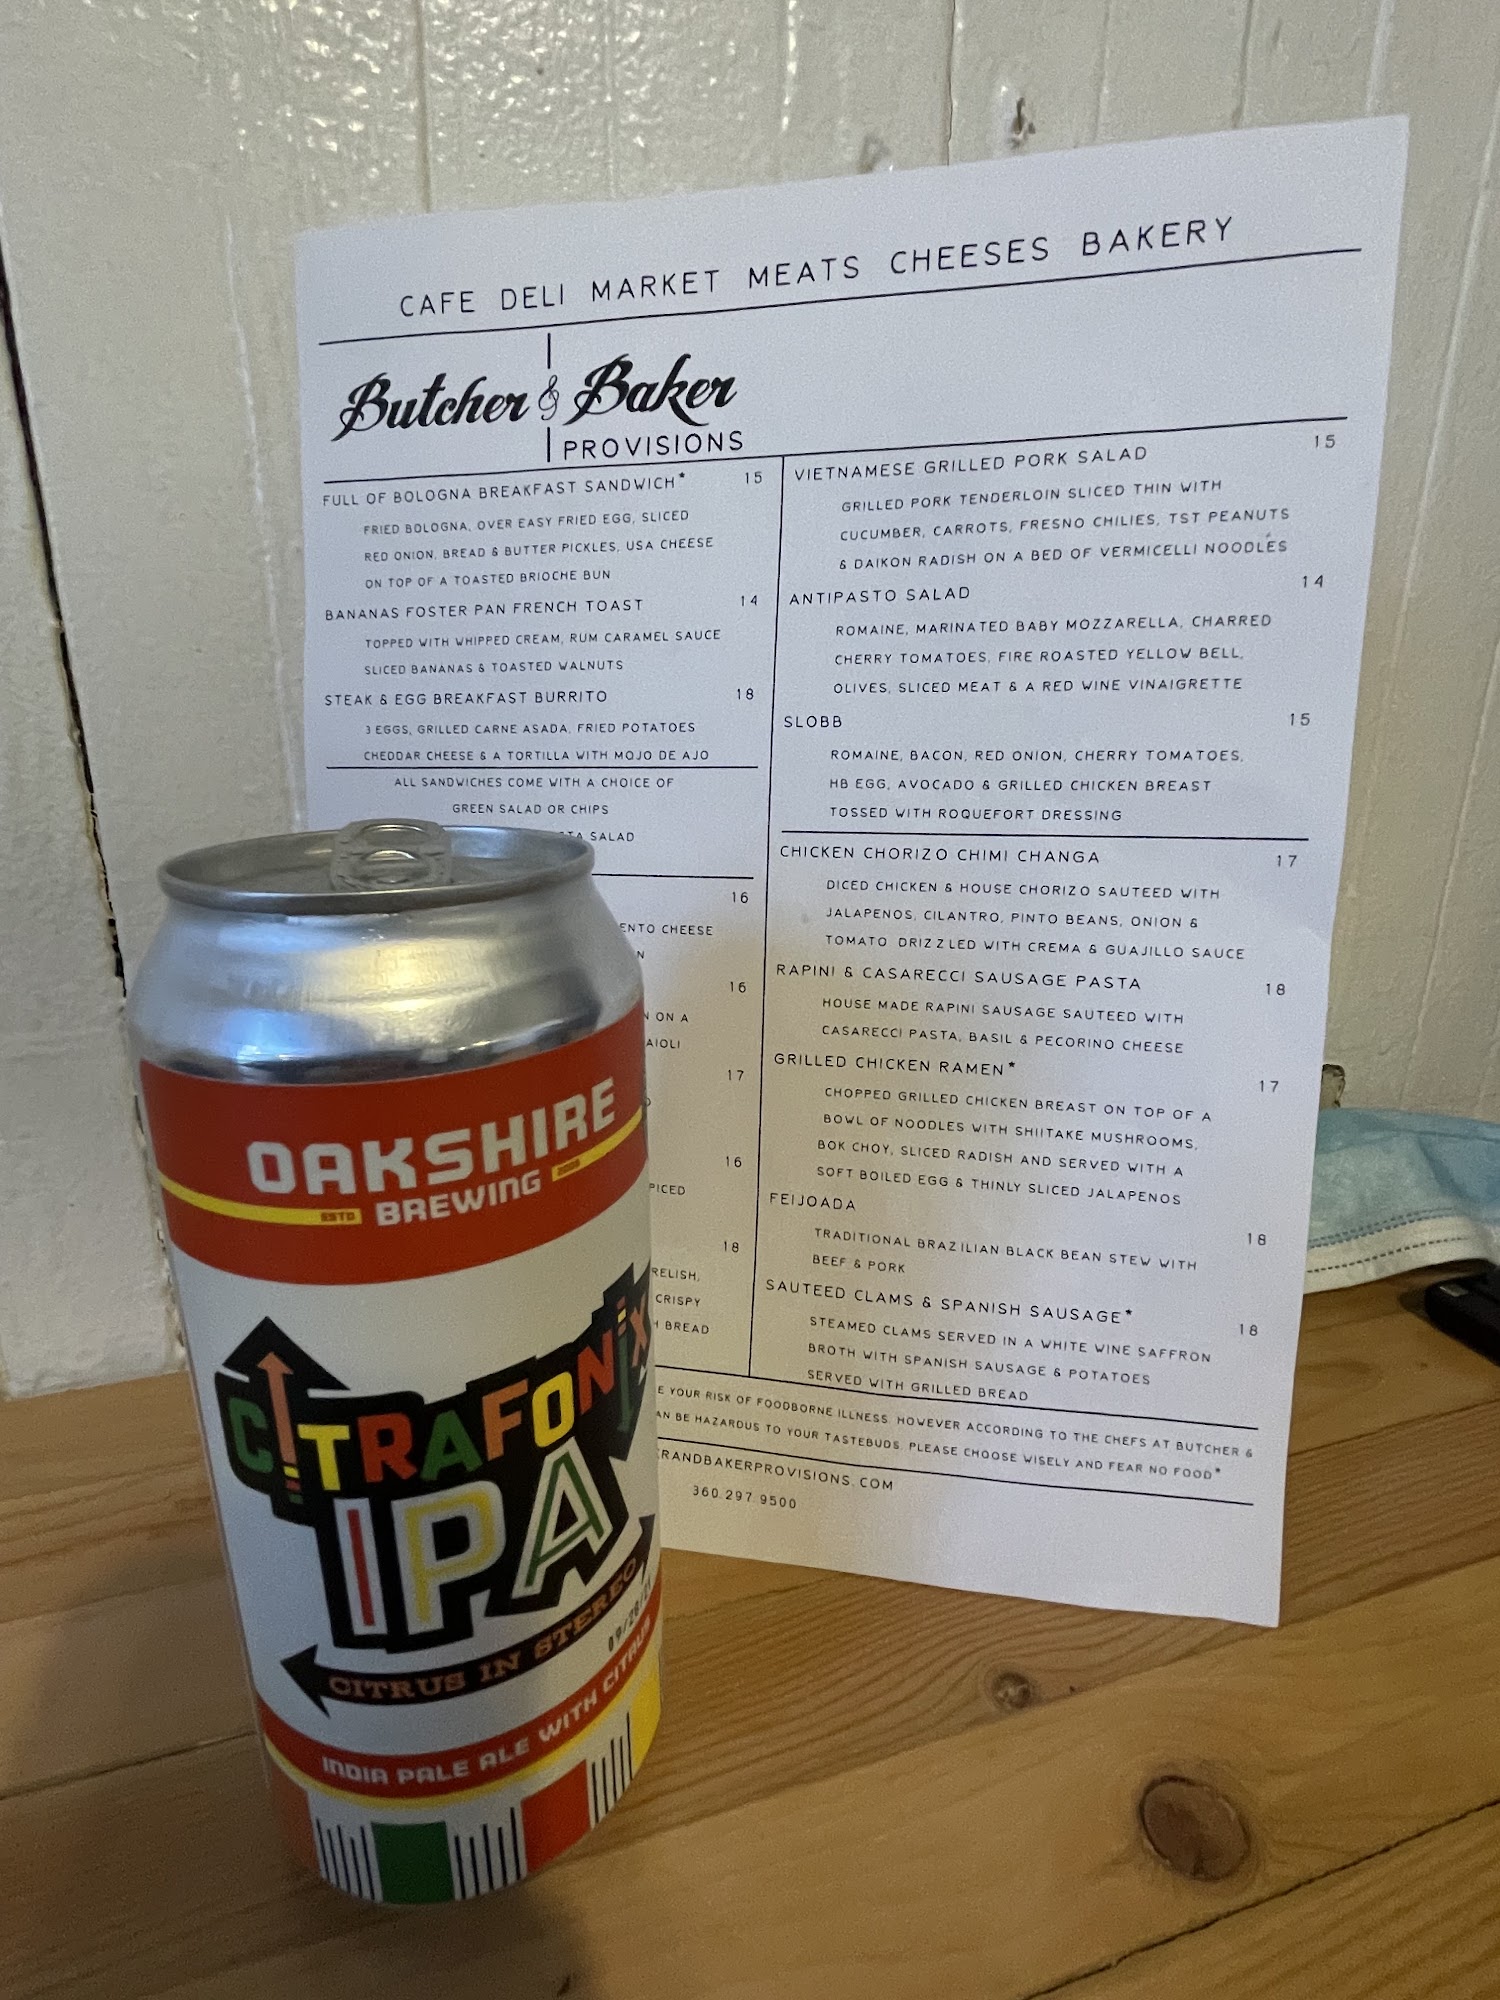 CAFE DELI MARKET MEATS CHEESES BAKERY
Butcher & Baker
PROVISIONS
FULL OF BOLOGNA BREAKFAST SANDWICH* 15
FRIED BOLOGNA, OVER EASY FRIED EGG, SLICED
RED ONION, BREAD & BUTTER PICKLES, USA CHEESE
ON TOP OF A TOASTED BRIOCHE BUN
BANANAS FOSTER PAN FRENCH TOAST 14
TOPPED WITH WHIPPED CREAM, RUM CARAMEL SAUCE
SLICED BANANAS & TOASTED WALNUTS
STEAK & EGG BREAKFAST BURRITO 18
3 EGGS, GRILLED CARNE ASADA, FRIED POTATOES
CHEDDAR CHEESE & A TORTILLA WITH MOJO DE AJO
ALL SANDWICHES COME WITH A CHOICE OF
GREEN SALAD OR CHIPS
SALAD
16
CHEESE
16
ON A
AIOLI
17
16
18
RELISH,
CRISPY
BREAD
VIETNAMESE GRILLED PORK SALAD 15
GRILLED PORK TENDERLOIN SLICED THIN WITH
CUCUMBER, CARROTS, FRESNO CHILIES, TST PEANUTS
& DAIKON RADISH ON A BED OF VERMICELLI NOODLES
ANTIPASTO SALAD 14
ROMAINE, MARINATED BABY MOZZARELLA, CHARRED
CHERRY TOMATOES, FIRE ROASTED YELLOW BELL,
OLIVES, SLICED MEAT & A RED WINE VINAIGRETTE
SLOBB 15
ROMAINE, BACON, RED ONION, CHERRY TOMATOES,
HB EGG, AVOCADO & GRILLED CHICKEN BREAST
TOSSED WITH ROQUEFORT DRESSING
CHICKEN CHORIZO CHIMI CHANGA 17
DICED CHICKEN & HOUSE CHORIZO SAUTEED WITH
JALAPENOS, CILANTRO, PINTO BEANS, ONION &
TOMATO DRIZZLED WITH CREMA & GUAJILLO SAUCE
RAPINI & CASARECCI SAUSAGE PASTA 18
HOUSE MADE RAPINI SAUSAGE SAUTEED WITH
CASARECCI PASTA, BASIL & PECORINO CHEESE
GRILLED CHICKEN RAMEN* 17
CHOPPED GRILLED CHICKEN BREAST ON TOP OF A
BOWL OF NOODLES WITH SHIITAKE MUSHROOMS,
BOK CHOY, SLICED RADISH AND SERVED WITH A
SOFT BOILED EGG & THINLY SLICED JALAPENOS
FEIJOADA 18
TRADITIONAL BRAZILIAN BLACK BEAN STEW WITH
BEEF & PORK
SAUTEED CLAMS & SPANISH SAUSAGE* 18
STEAMED CLAMS SERVED IN A WHITE WINE SAFFRON
BROTH WITH SPANISH SAUSAGE & POTATOES
SERVED WITH GRILLED BREAD
YOUR RISK OF FOODBORNE ILLNESS. HOWEVER ACCORDING TO THE CHEFS AT BUTCHER &
AN BE HAZARDUS TO YOUR TASTEBUDS. PLEASE CHOOSE WISELY AND FEAR NO FOOD*
ERANDBAKERPROVISIONS.COM
360.297.9500
OAKSHIRE
ESTD BREWING 2006
CITRAFONIX
IPA
CITRUS IN STEREO
INDIA PALE ALE WITH CITRUS